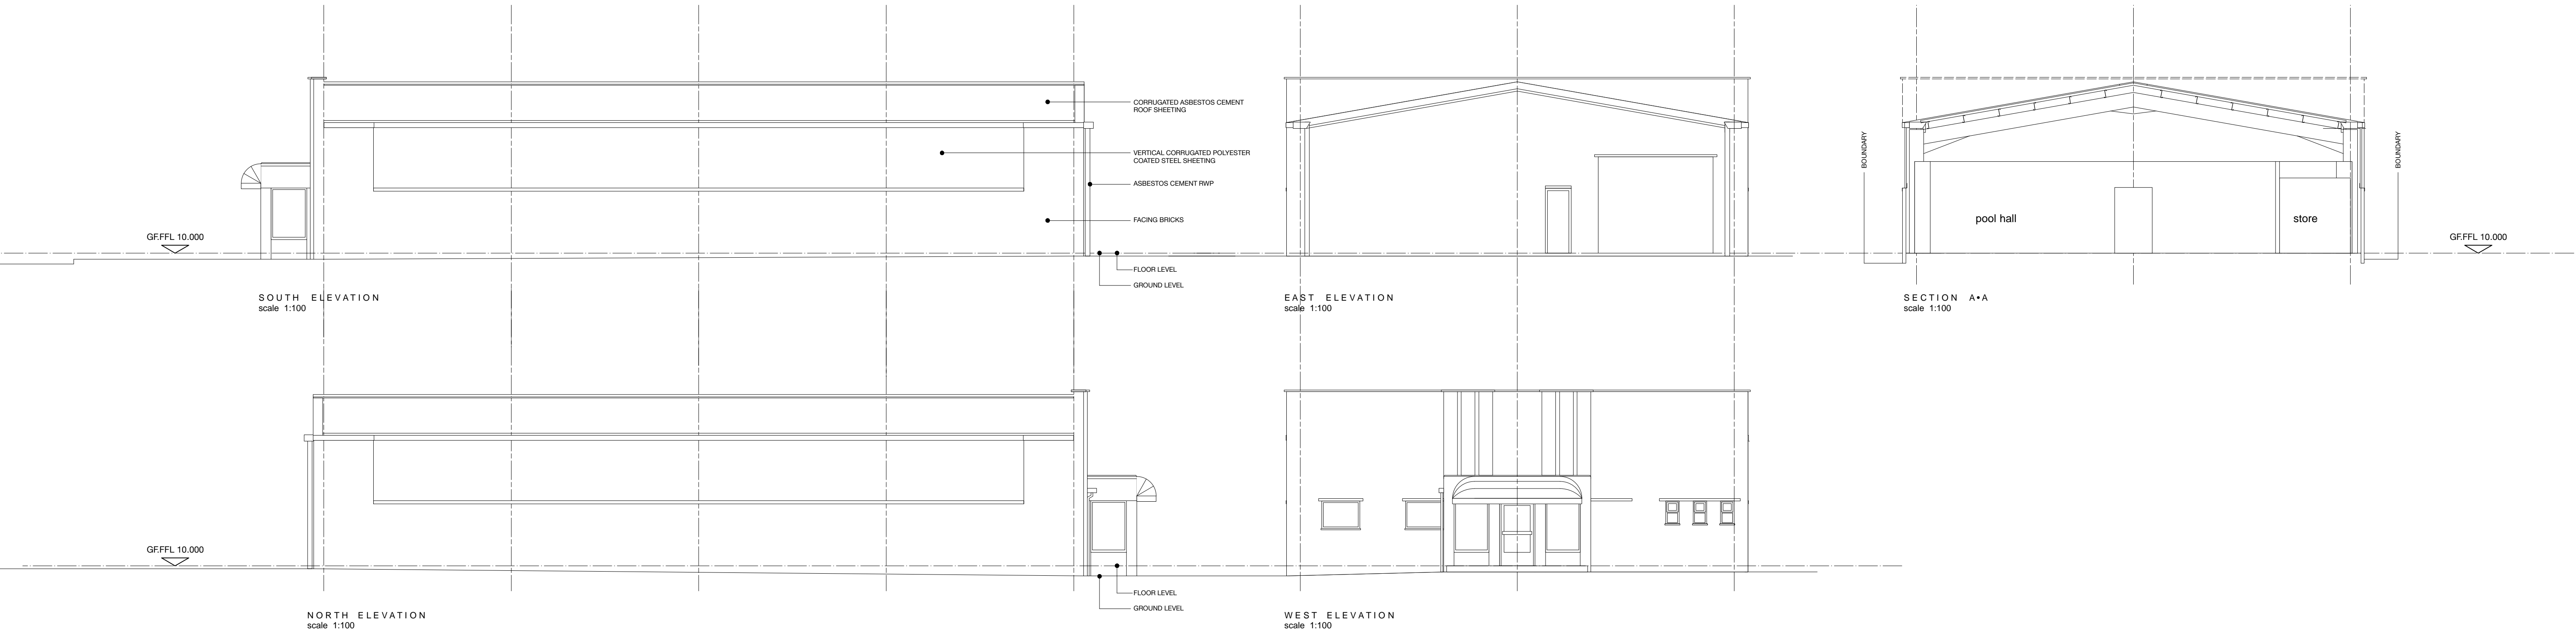 CORRUGATED ASBESTOS CEMENT
ROOF SHEETING
VERTICAL CORRUGATED POLYESTER
COATED STEEL SHEETING
ASBESTOS CEMENT RWP
FACING BRICKS
GF.FFL 10.000
FLOOR LEVEL
GROUND LEVEL
SOUTH ELEVATION
scale 1:100
EAST ELEVATION
scale 1:100
BOUNDARY
BOUNDARY
pool hall
store
GF.FFL 10.000
SECTION A•A
scale 1:100
GF.FFL 10.000
FLOOR LEVEL
GROUND LEVEL
NORTH ELEVATION
scale 1:100
WEST ELEVATION
scale 1:100